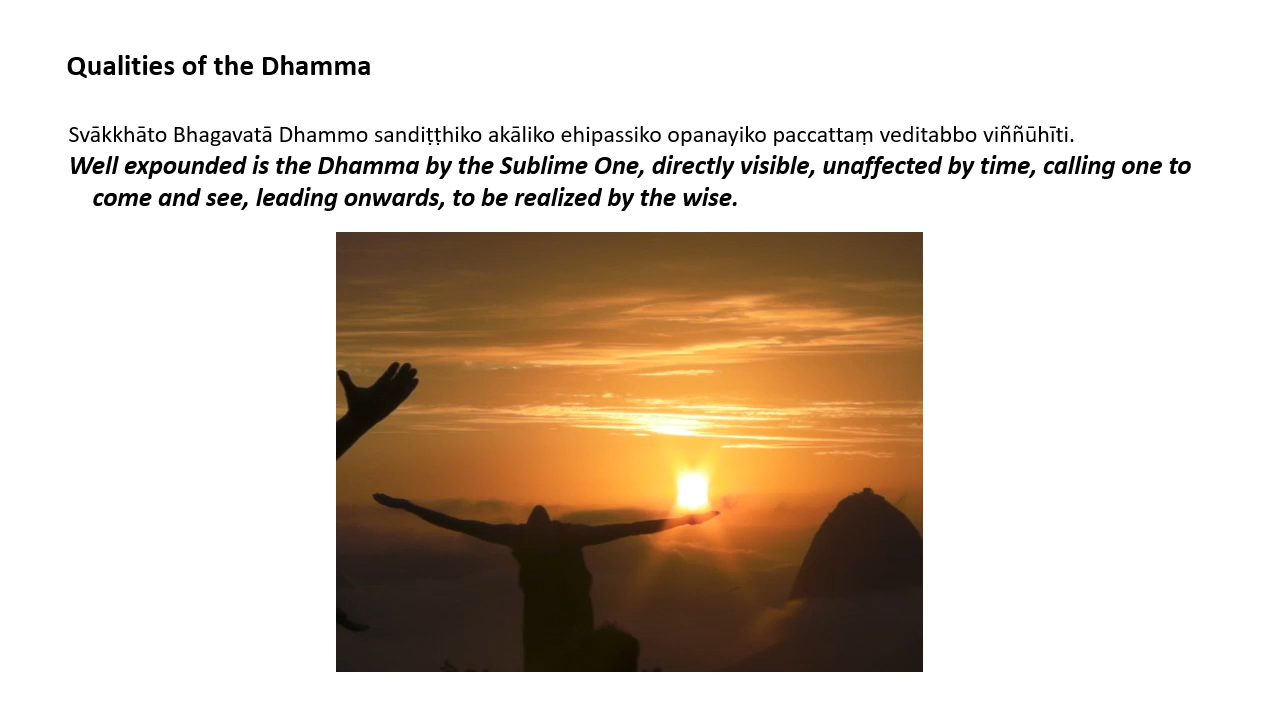 Qualities of the Dhamma
Svākkhāto Bhagavatā Dhammo sandiṭṭhiko akāliko ehipassiko opanayiko paccattaṃ veditabbo viññūhīti.
Well expounded is the Dhamma by the Sublime One, directly visible, unaffected by time, calling one to
come and see, leading onwards, to be realized by the wise.